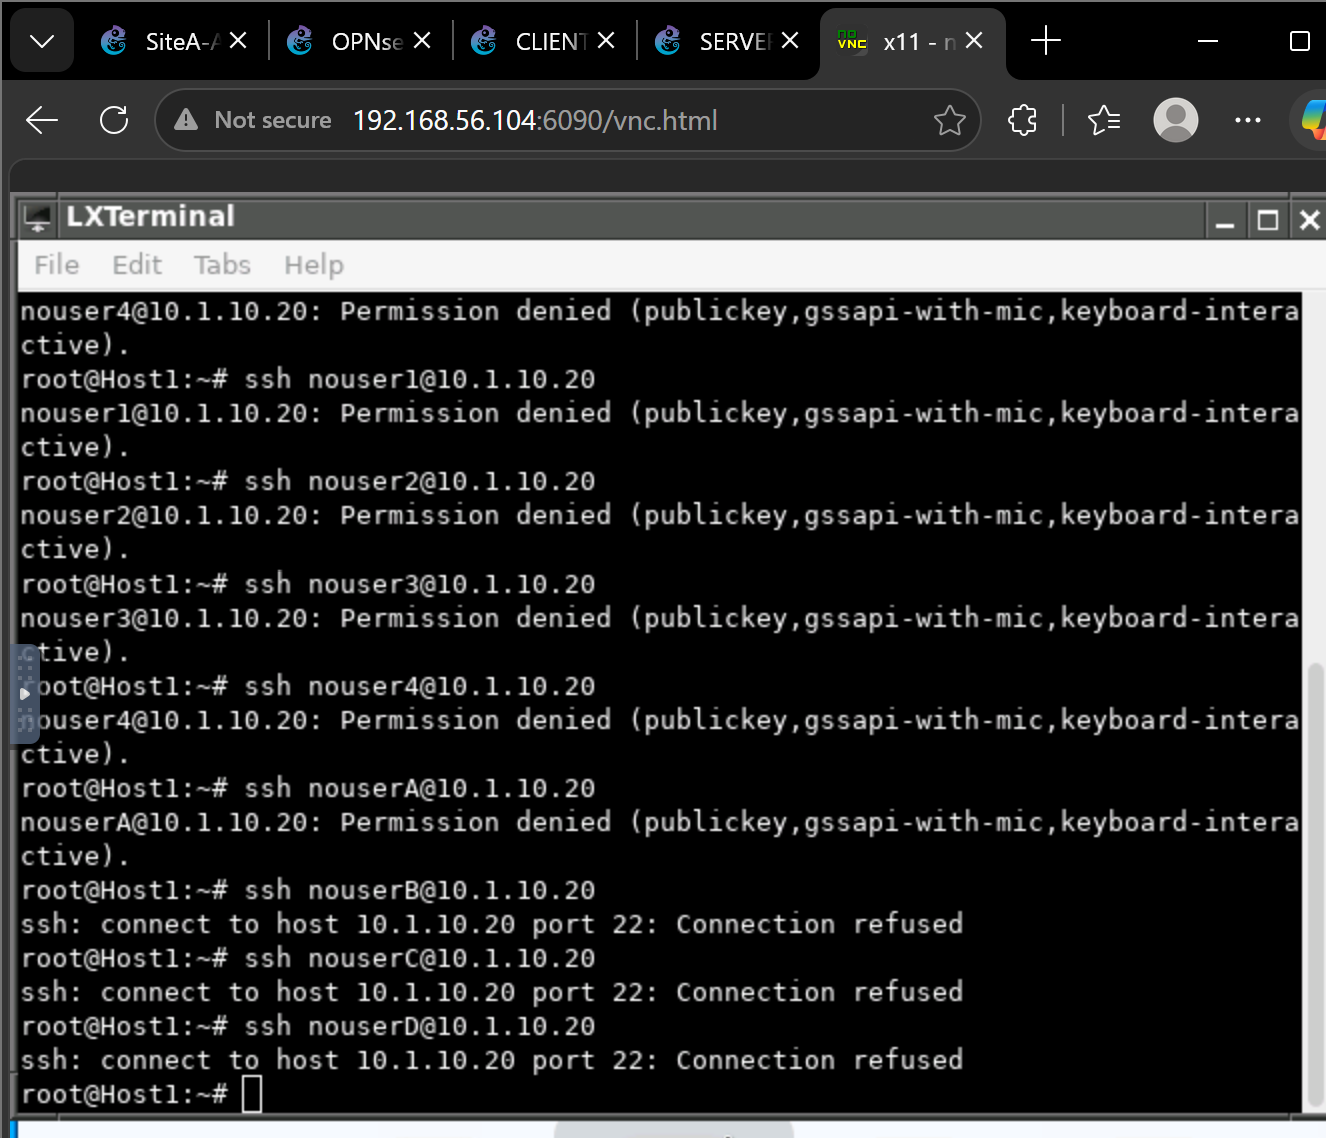 SiteA-A
OPNse
CLIENT
SERVER
no
VNC
x11 - n
Not secure
192.168.56.104:6090/vnc.html
LXTerminal
File Edit Tabs Help
nouser4@10.1.10.20: Permission denied (publickey,gssapi-with-mic,keyboard-intera
ctive).
root@Host1:~# ssh nouser1@10.1.10.20
nouser1@10.1.10.20: Permission denied (publickey,gssapi-with-mic,keyboard-intera
ctive).
root@Host1:~# ssh nouser2@10.1.10.20
nouser2@10.1.10.20: Permission denied (publickey,gssapi-with-mic,keyboard-intera
ctive).
root@Host1:~# ssh nouser3@10.1.10.20
nouser3@10.1.10.20: Permission denied (publickey,gssapi-with-mic,keyboard-intera
ctive).
root@Host1:~# ssh nouser4@10.1.10.20
nouser4@10.1.10.20: Permission denied (publickey,gssapi-with-mic,keyboard-intera
ctive).
root@Host1:~# ssh nouserA@10.1.10.20
nouserA@10.1.10.20: Permission denied (publickey,gssapi-with-mic,keyboard-intera
ctive).
root@Host1:~# ssh nouserB@10.1.10.20
ssh: connect to host 10.1.10.20 port 22: Connection refused
root@Host1:~# ssh nouserC@10.1.10.20
ssh: connect to host 10.1.10.20 port 22: Connection refused
root@Host1:~# ssh nouserD@10.1.10.20
ssh: connect to host 10.1.10.20 port 22: Connection refused
root@Host1:~#